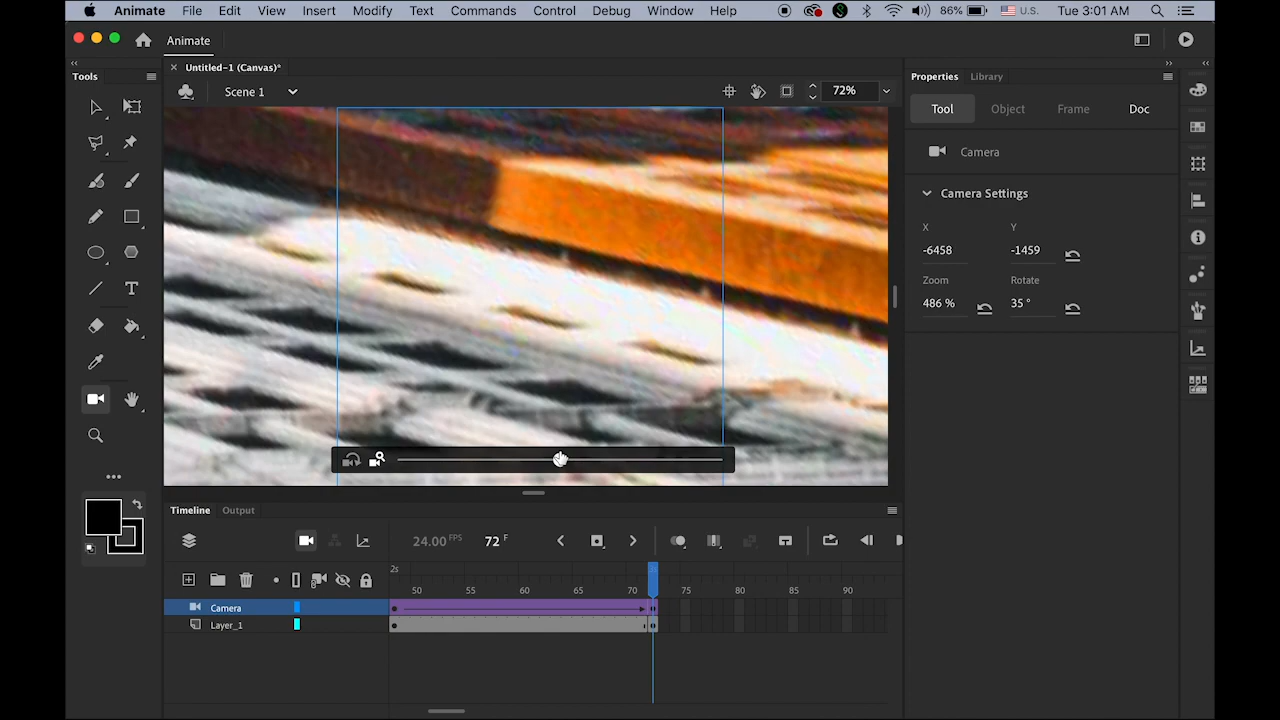 Animate File Edit View Insert Modify Text Commands Control Debug Window Help 86% U.S. Tue 3:01 AM
Animate
Tools
Untitled-1 (Canvas)*
Properties Library
Scene 1 72%
Tool Object Frame Doc
Camera
Camera Settings
X Y
-6458 -1459
Zoom Rotate
486 % 35 °
T
Timeline Output
24.00 FPS 72 F
2s 3s
50 55 60 65 70 75 80 85 90
Camera
Layer_1